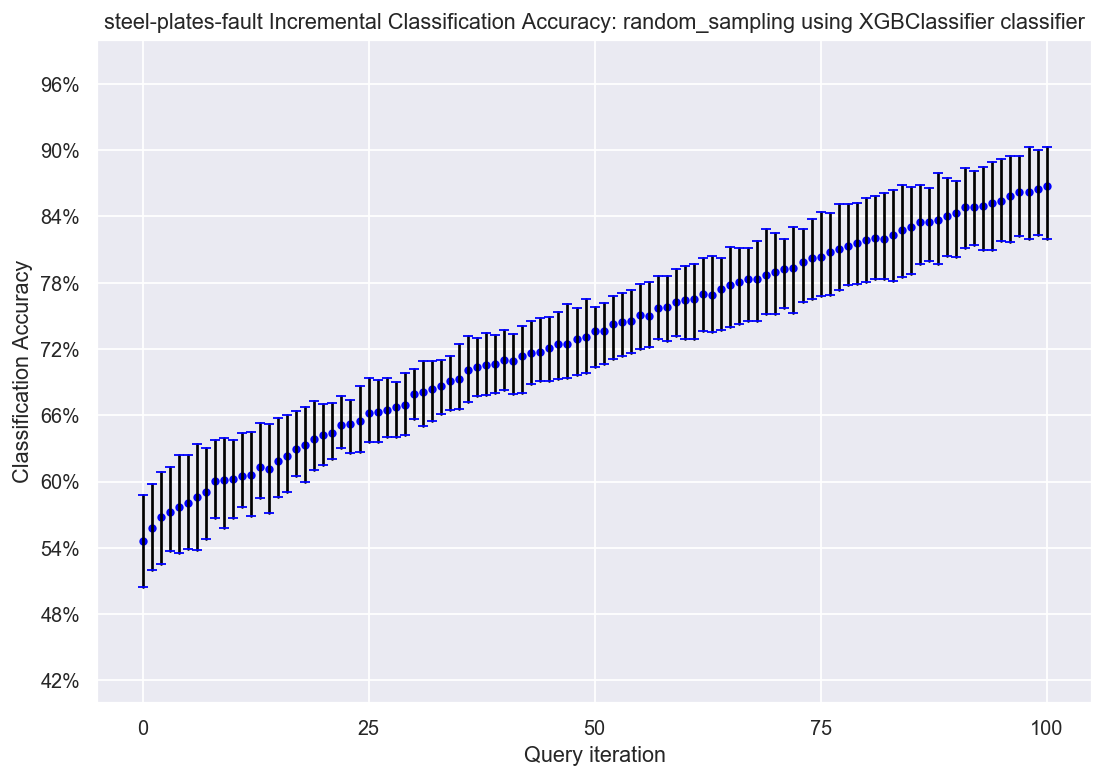 steel-plates-fault Incremental Classification Accuracy: random_sampling using XGBClassifier classifier
96%
90%
84%
78%
72%
66%
60%
54%
48%
42%
Classification Accuracy
0 25 50 75 100
Query iteration